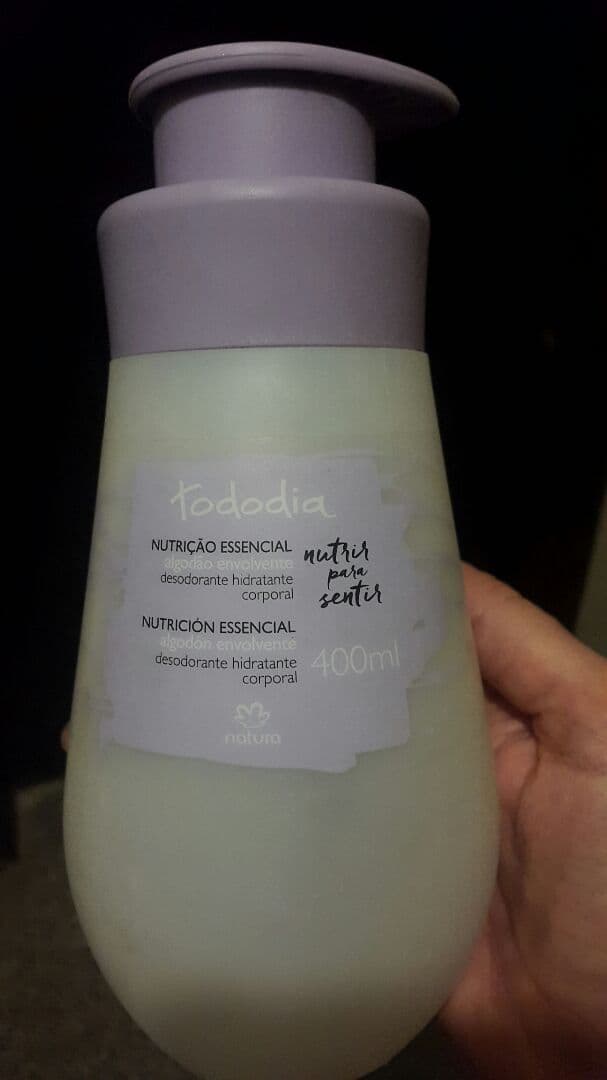 tododia
NUTRIÇÃO ESSENCIAL
algodão envolvente
desodorante hidratante
corporal
nutrir
para
sentir
NUTRICIÓN ESSENCIAL
algodón envolvente
desodorante hidratante
corporal
400ml
natura